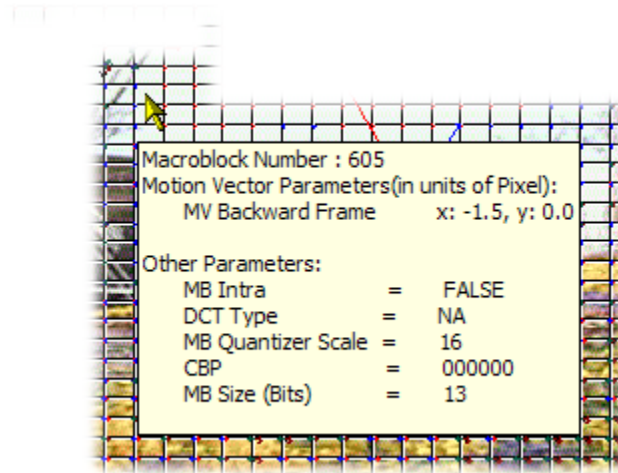 Macroblock Number : 605
Motion Vector Parameters(in units of Pixel):
MV Backward Frame x: -1.5, y: 0.0
Other Parameters:
MB Intra = FALSE
DCT Type = NA
MB Quantizer Scale = 16
CBP = 000000
MB Size (Bits) = 13